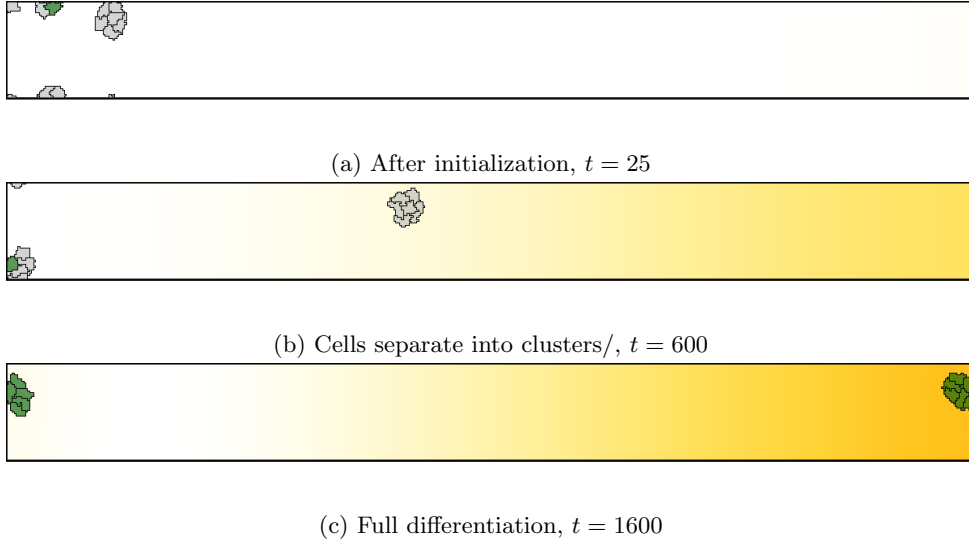 (a) After initialization, t = 25
(b) Cells separate into clusters/, t = 600
(c) Full differentiation, t = 1600